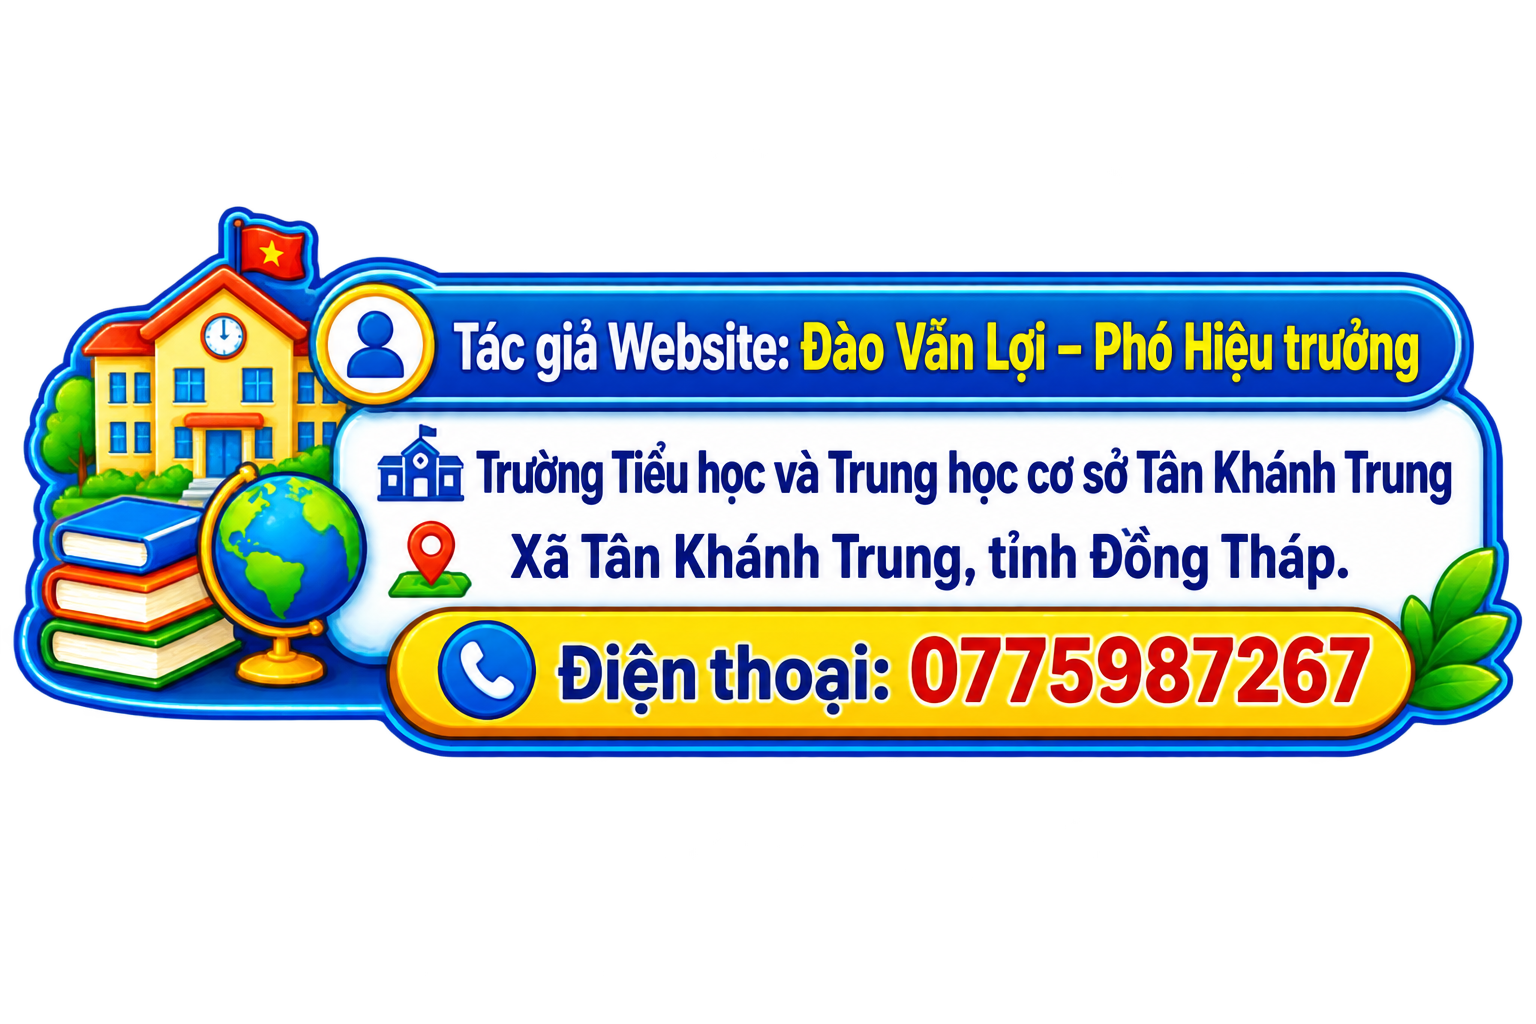 Tác giả Website: Đào Vẵn Lợi – Phó Hiệu trưởng
Trường Tiểu học và Trung học cơ sở Tân Khánh Trung
Xã Tân Khánh Trung, tỉnh Đồng Tháp.
Điện thoại: 0775987267